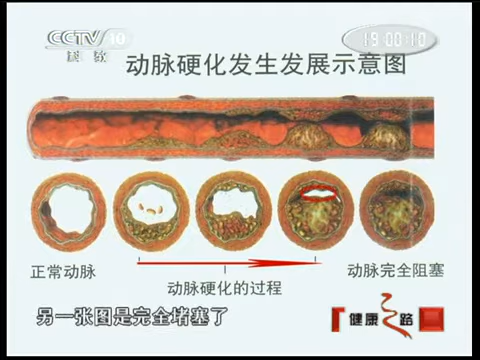 CCTV 10
科教
19:00:10
动脉硬化发生发展示意图
正常动脉
动脉硬化的过程
动脉完全阻塞
另一张图是完全堵塞了
健康之路